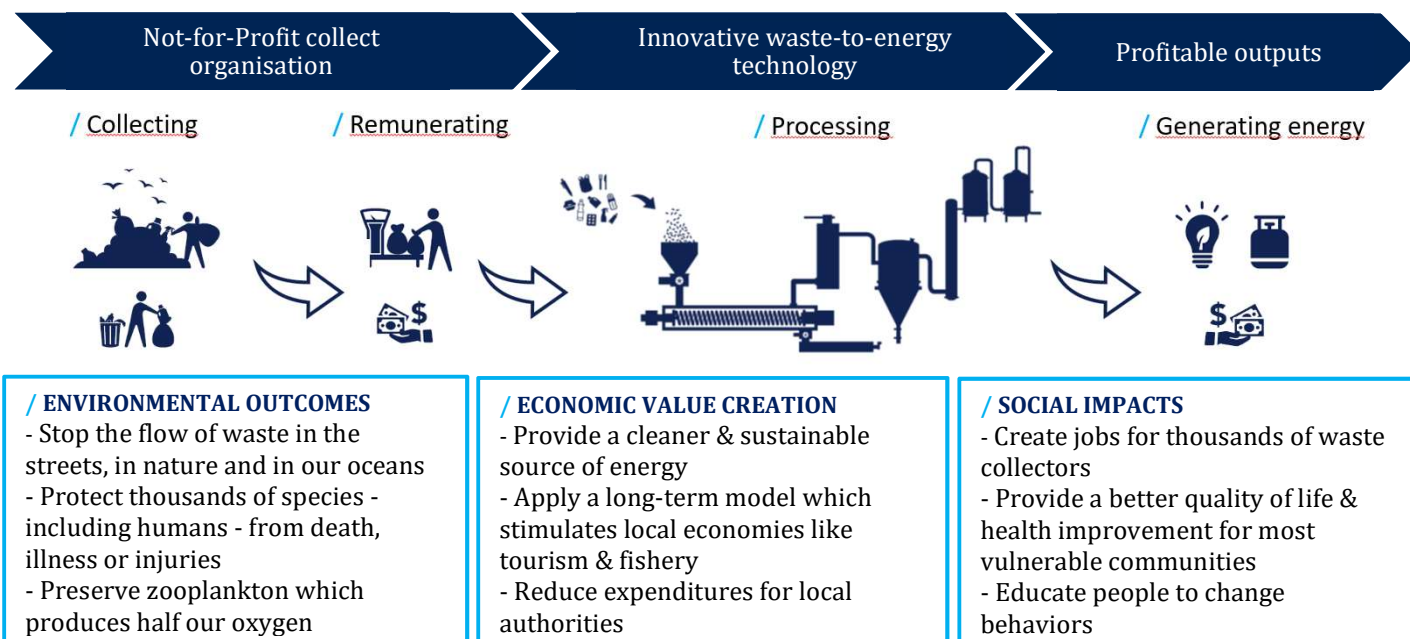 Not-for-Profit collect
organisation
Innovative waste-to-energy
technology
Profitable outputs
/ Collecting
/ Remunerating
/ Processing
/ Generating energy
$
$
/ ENVIRONMENTAL OUTCOMES
- Stop the flow of waste in the
streets, in nature and in our oceans
- Protect thousands of species -
including humans - from death,
illness or injuries
- Preserve zooplankton which
produces half our oxygen
/ ECONOMIC VALUE CREATION
- Provide a cleaner & sustainable
source of energy
- Apply a long-term model which
stimulates local economies like
tourism & fishery
- Reduce expenditures for local
authorities
/ SOCIAL IMPACTS
- Create jobs for thousands of waste
collectors
- Provide a better quality of life &
health improvement for most
vulnerable communities
- Educate people to change
behaviors